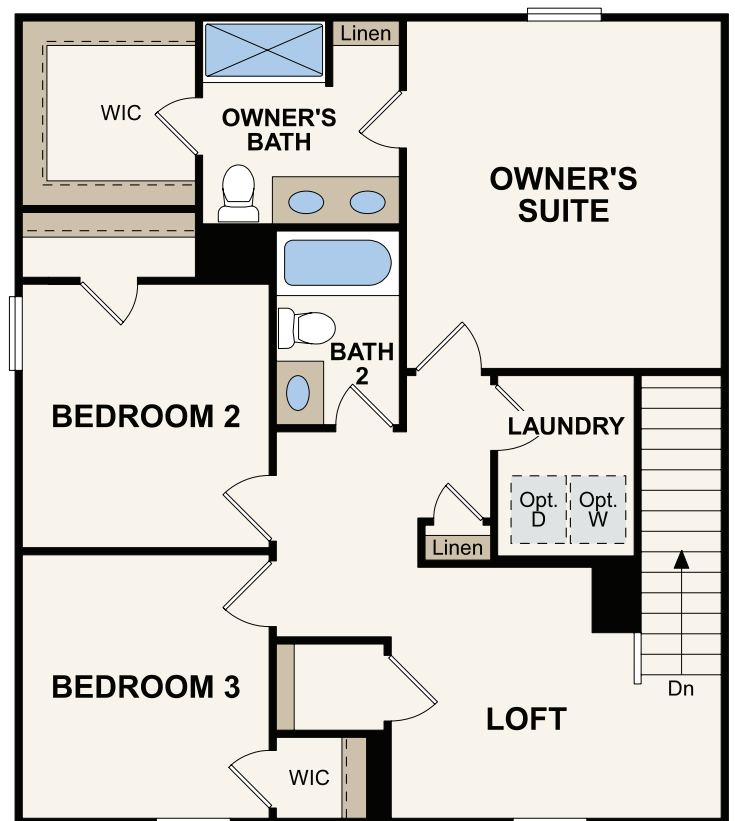 Linen
WIC
OWNER'S
BATH
OWNER'S
SUITE
BATH
2
BEDROOM 2
LAUNDRY
Opt.
D
Opt.
W
Linen
BEDROOM 3
Dn
LOFT
WIC